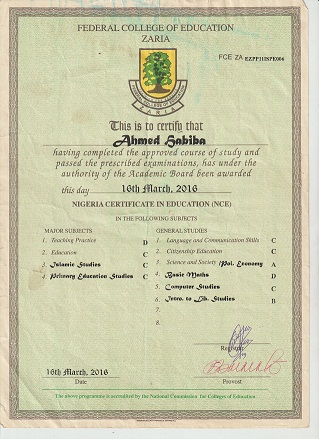 FEDERAL COLLEGE OF EDUCATION
ZARIA
FCE ZA EZPP11ISPE006
ZARIA
This is to certify that
Ahmed Habiba
having completed the approved course of study and
passed the prescribed examinations, has under the
authority of the Academic Board been awarded
this day 16th March, 2016
NIGERIA CERTIFICATE IN EDUCATION (NCE)
IN THE FOLLOWING SUBJECTS
MAJOR SUBJECTS
1. Teaching Practice D
2. Education C
3. Islamic Studies C
4. Primary Education Studies C
GENERAL STUDIES
1. Language and Communication Skills C
2. Citizenship Education C
3. Science and Society /Pol. Economy A
4. Basic Maths D
5. Computer Studies C
6. Intro. to Lib. Studies B
7.
8.
Registrar
16th March, 2016
Date
Provost
The above programme is accredited by the National Commission for Colleges of Education.